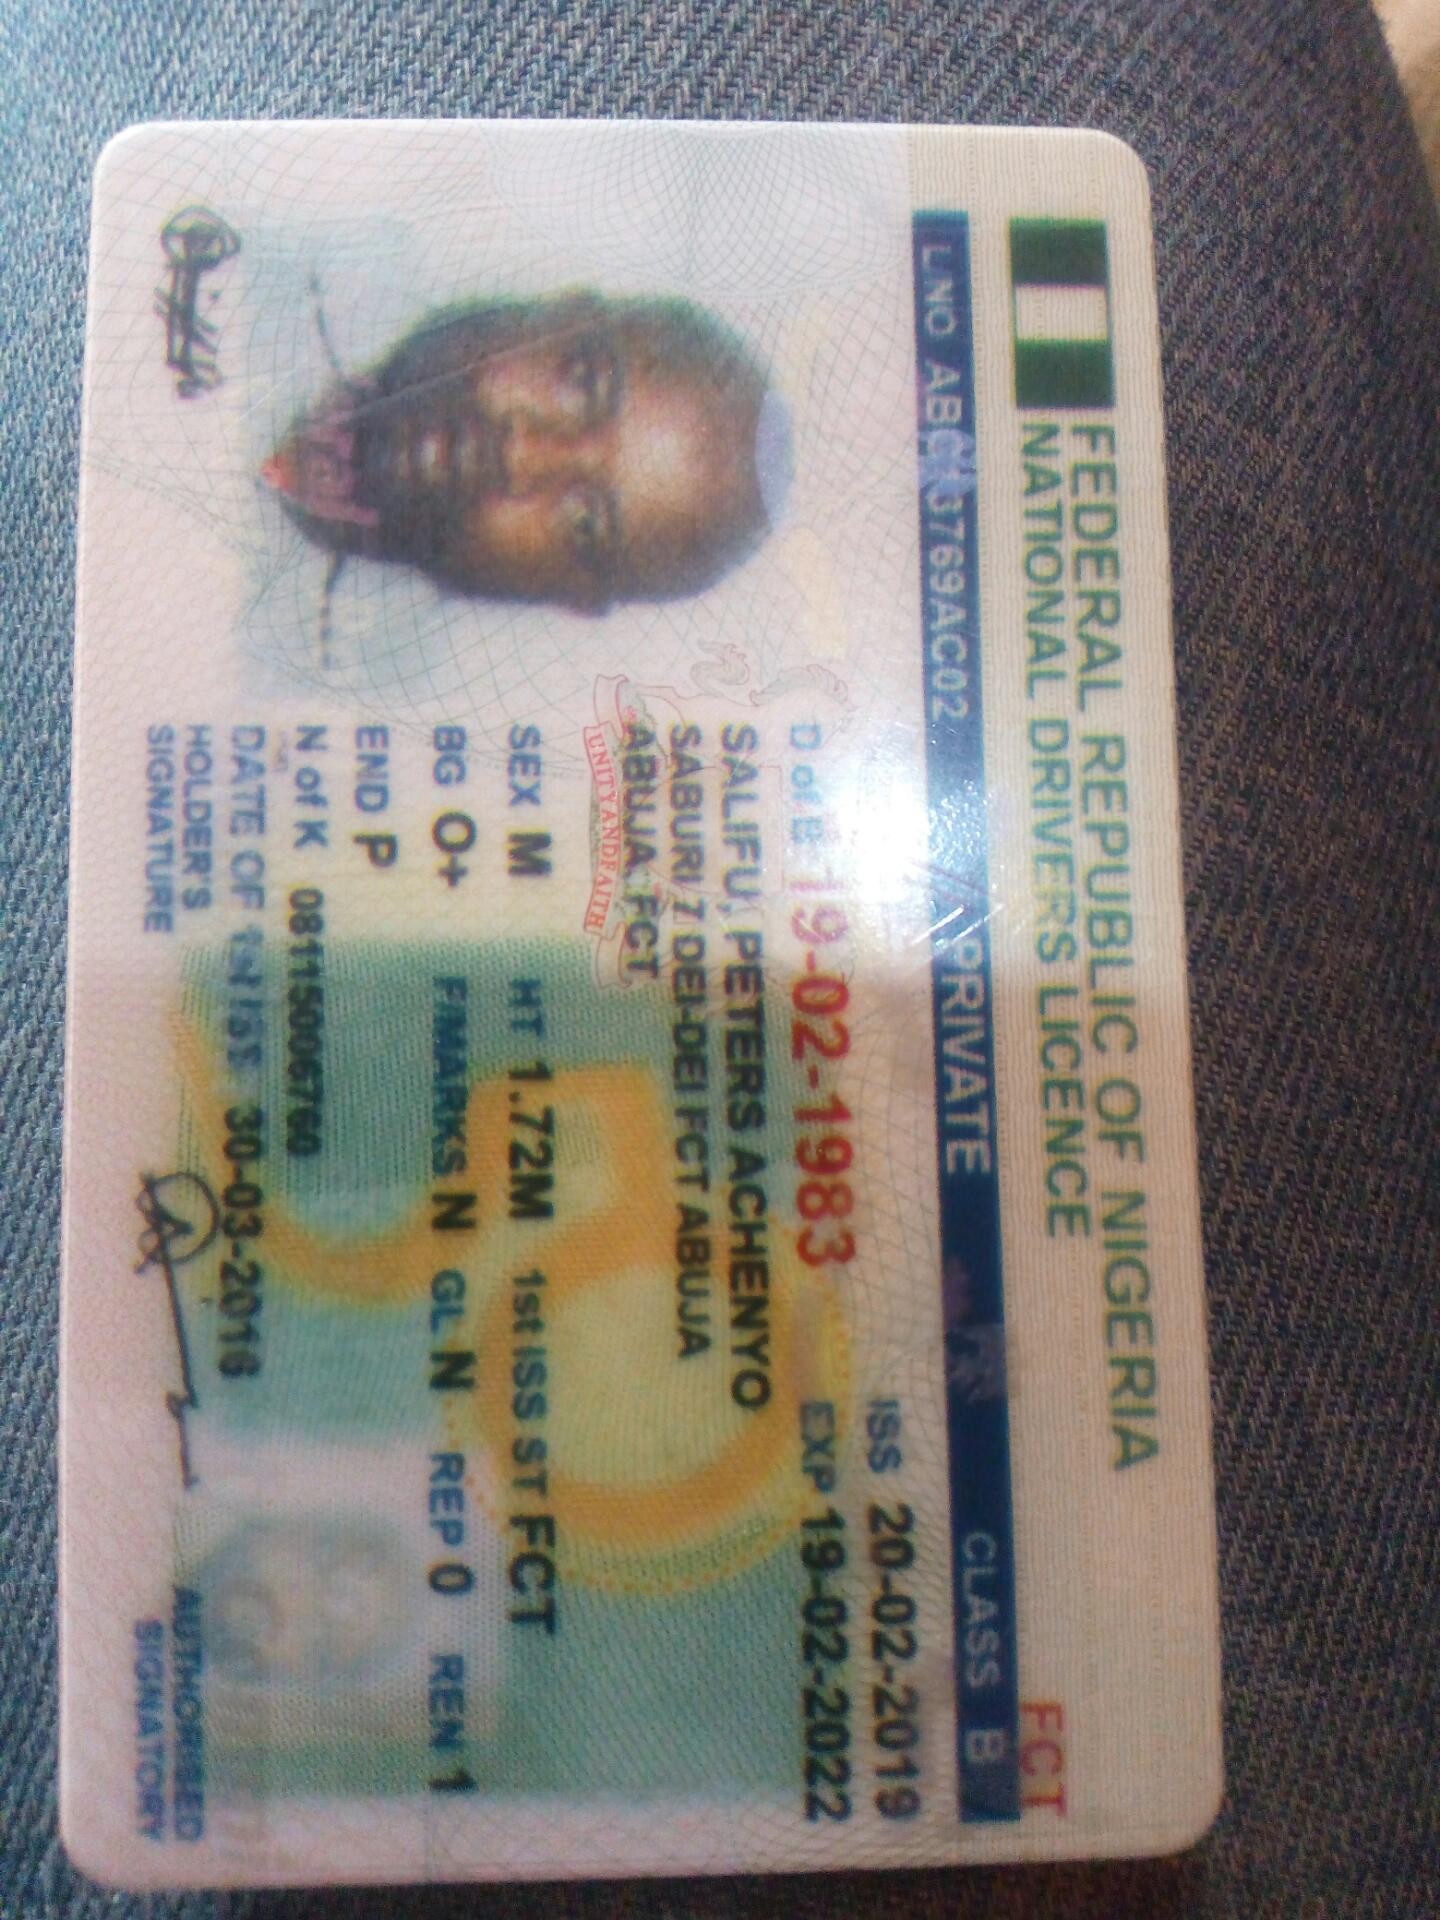 FEDERAL REPUBLIC OF NIGERIA
NATIONAL DRIVERS LICENCE
FCT
L/NO ABC13769AC02 PRIVATE CLASS B
ISS 20-02-2019
D of B 19-02-1983 EXP 19-02-2022
SALIFU, PETERS ACHENYO
SABURI 7 DEI-DEI FCT ABUJA
ABUJA, FCT
UNITY AND FAITH
SEX M HT 1.72M 1st ISS ST FCT
BG O+ F/MARKS N GL N REP 0 REN 1
END P
N of K 08115006760
DATE OF 1st ISS 30-03-2016
HOLDER'S
SIGNATURE
AUTHORISED
SIGNATORY